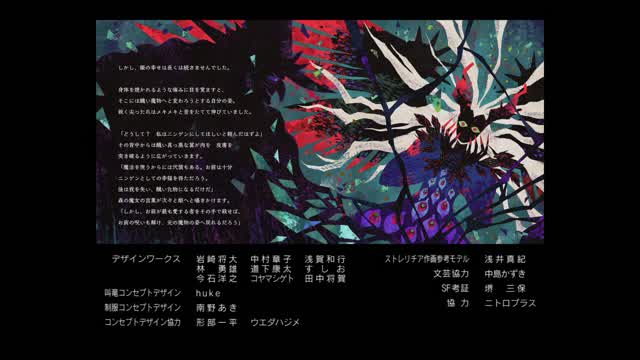 しかし、姫の幸せは長くは続きませんでした。
身体を焼かれるような痛みに目を覚ますと、
そこには醜い魔物へと変わろうとする自分の姿。
鋭く尖った爪はメキメキと音をたてて伸びていました。
「どうして？　私はニンゲンにしてほしいと頼んだはずよ」
その背中からは醜い真っ黒な翼が肉を　皮膚を
突き破るように広がっていきます。
「魔法を使うからには代償もある。お前は十分
ニンゲンとしての幸福を得ただろう。
後は我を失い、醜い化物になるだけだ」
森の魔女の言葉が次々と姫へと囁きかけます。
「しかし、お前が最も愛する者をその手で殺せば、
お前の呪いも解け、元の魔物の姿へ戻れるだろう」
デザインワークス　岩崎将大　中村章子　浅賀和行
林　勇雄　道下康太　すしお
今石洋之　コヤマシゲト　田中将賀
叫竜コンセプトデザイン　huke
制服コンセプトデザイン　南野あき
コンセプトデザイン協力　形部一平　ウエダハジメ
ストレリチア作画参考モデル　浅井真紀
文芸協力　中島かずき
SF考証　堺　三保
協力　ニトロプラス